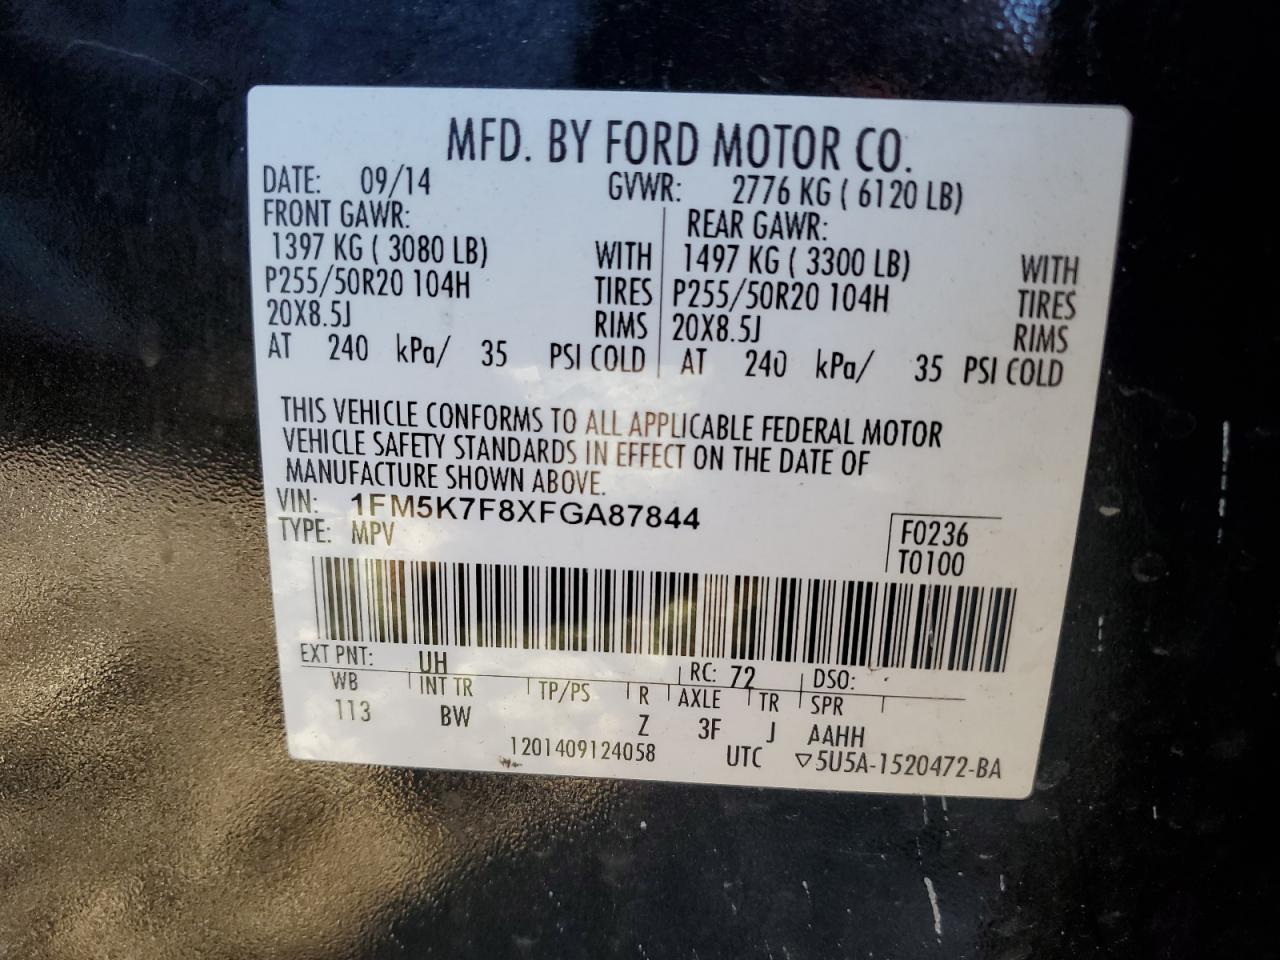 MFD. BY FORD MOTOR CO.
DATE: 09/14 GVWR: 2776 KG ( 6120 LB)
FRONT GAWR: REAR GAWR:
1397 KG ( 3080 LB) WITH 1497 KG ( 3300 LB) WITH
P255/50R20 104H TIRES P255/50R20 104H TIRES
20X8.5J RIMS 20X8.5J RIMS
AT 240 kPa/ 35 PSI COLD AT 240 kPa/ 35 PSI COLD
THIS VEHICLE CONFORMS TO ALL APPLICABLE FEDERAL MOTOR
VEHICLE SAFETY STANDARDS IN EFFECT ON THE DATE OF
MANUFACTURE SHOWN ABOVE.
VIN: 1FM5K7F8XFGA87844
TYPE: MPV F0236
T0100
EXT PNT: UH RC: 72 DSO:
WB INT TR TP/PS R AXLE TR SPR
113 BW Z 3F J AAHH
1201409124058 UTC ▽5U5A-1520472-BA